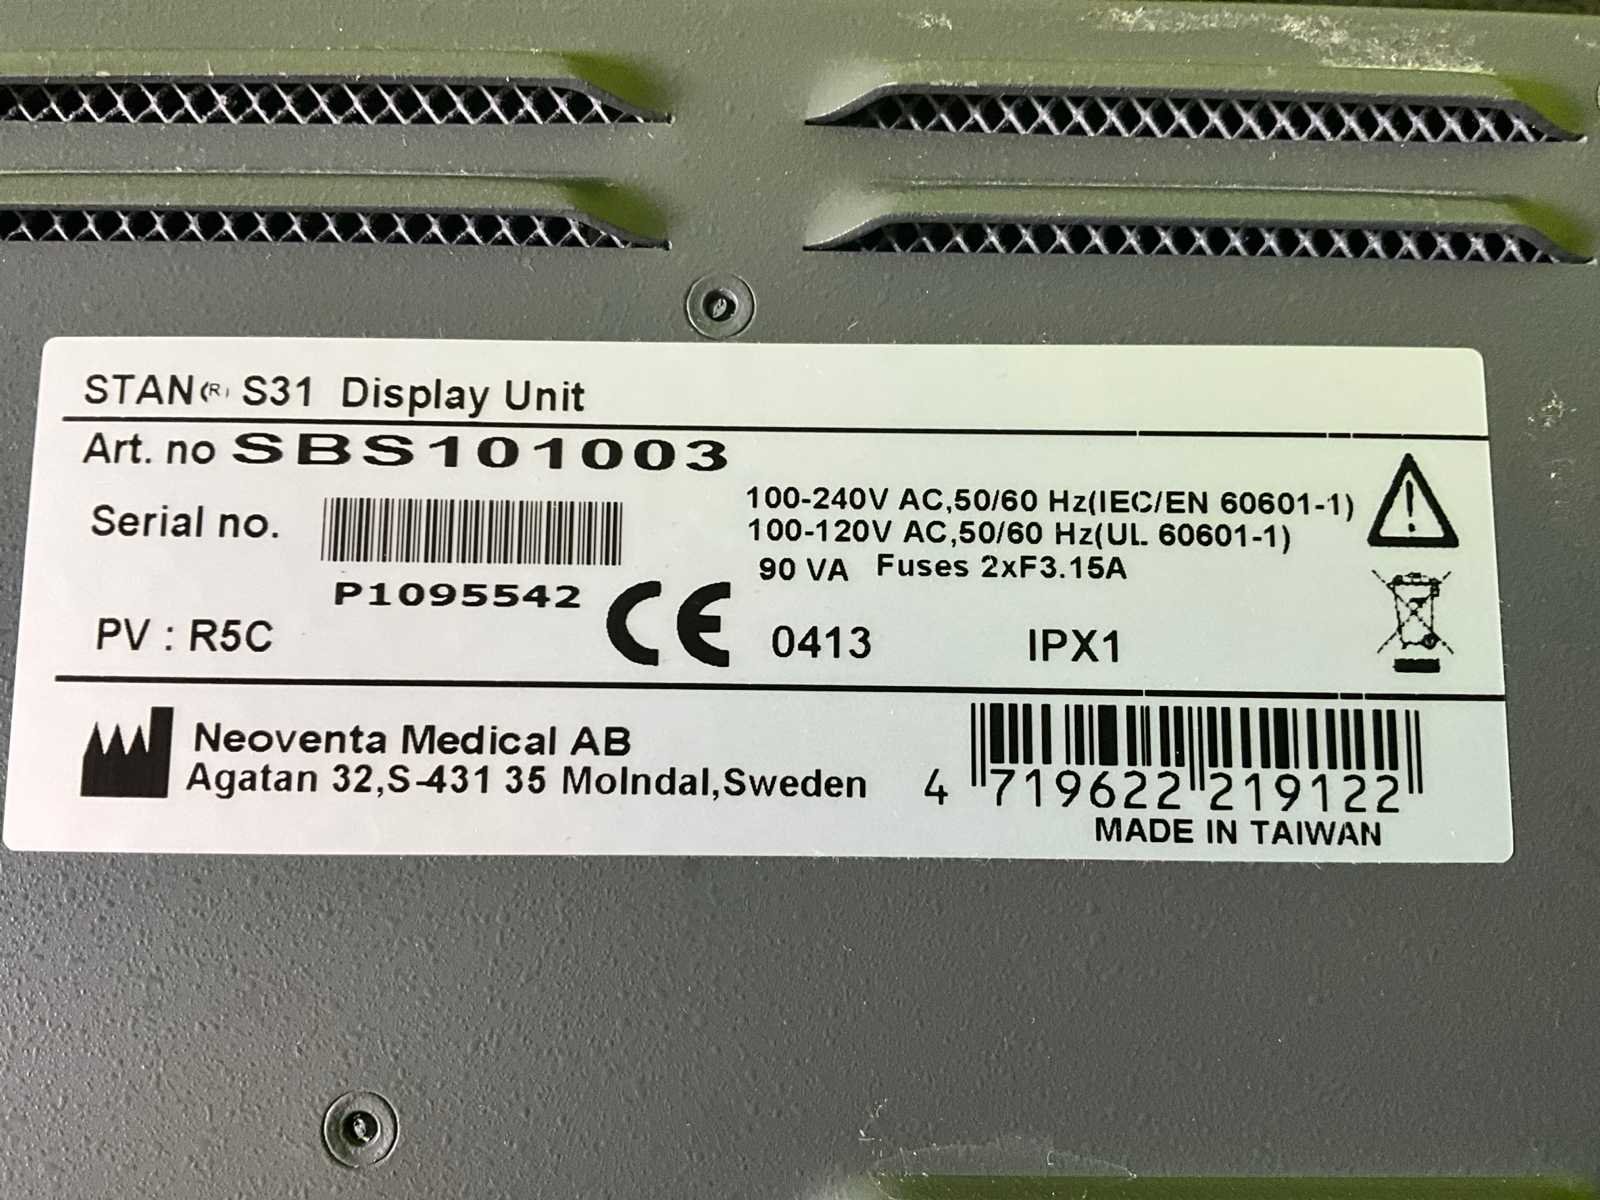 STAN(R) S31 Display Unit
Art. no SBS101003
Serial no.
P1095542
100-240V AC,50/60 Hz(IEC/EN 60601-1)
100-120V AC,50/60 Hz(UL 60601-1)
90 VA Fuses 2xF3.15A
PV : R5C
CE 0413 IPX1
Neoventa Medical AB
Agatan 32,S-431 35 Molndal,Sweden
4 719622 219122
MADE IN TAIWAN